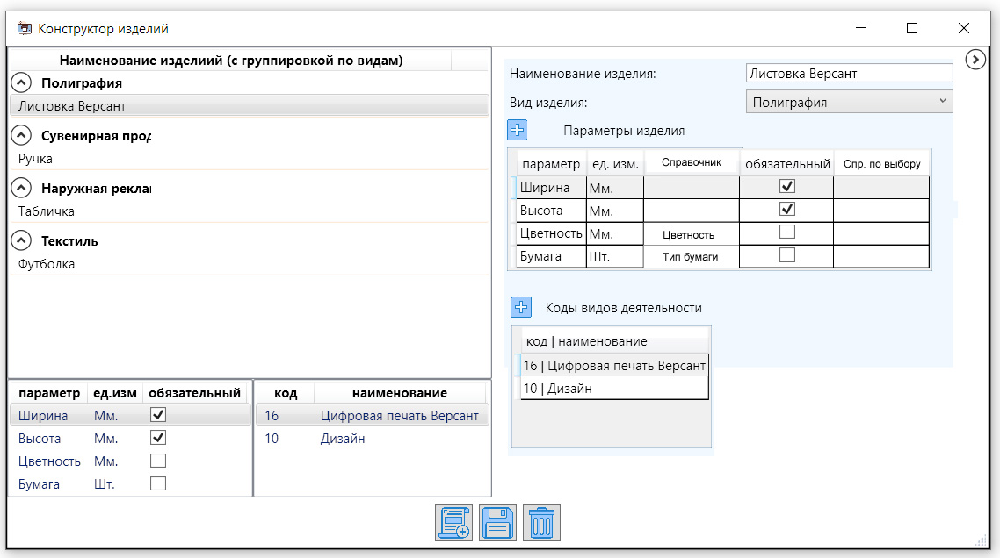 Конструктор изделий
Наименование изделиий (с группировкой по видам)
Полиграфия
Листовка Версант
Сувенирная прод
Ручка
Наружная реклаı
Табличка
Текстиль
Футболка
параметр ед.изм обязательный
Ширина Мм.
Высота Мм.
Цветность Мм.
Бумага Шт.
код наименование
16 Цифровая печать Версант
10 Дизайн
Наименование изделия: Листовка Версант
Вид изделия: Полиграфия
Параметры изделия
параметр ед. изм. Справочник обязательный Спр. по выбору
Ширина Мм.
Высота Мм.
Цветность Мм. Цветность
Бумага Шт. Тип бумаги
Коды видов деятельности
код | наименование
16 | Цифровая печать Версант
10 | Дизайн